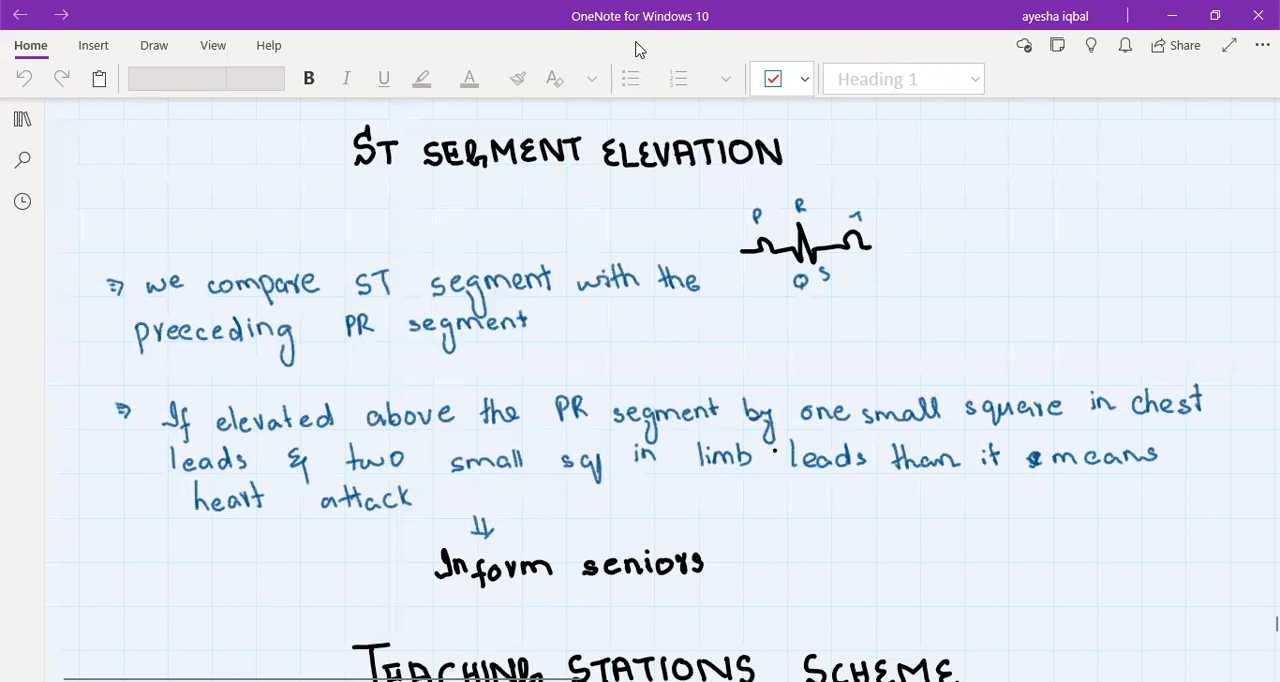 OneNote for Windows 10
ayesha iqbal
Home Insert Draw View Help
Share
B I U A Heading 1
ST SEGMENT ELEVATION
P R T
Q S
⇒ we compare ST segment with the
preeceding PR segment
⇒ If elevated above the PR segment by one small square in chest
leads & two small sq in limb leads than it means
heart attack
⇓
Inform seniors
TEACHING STATIONS SCHEME